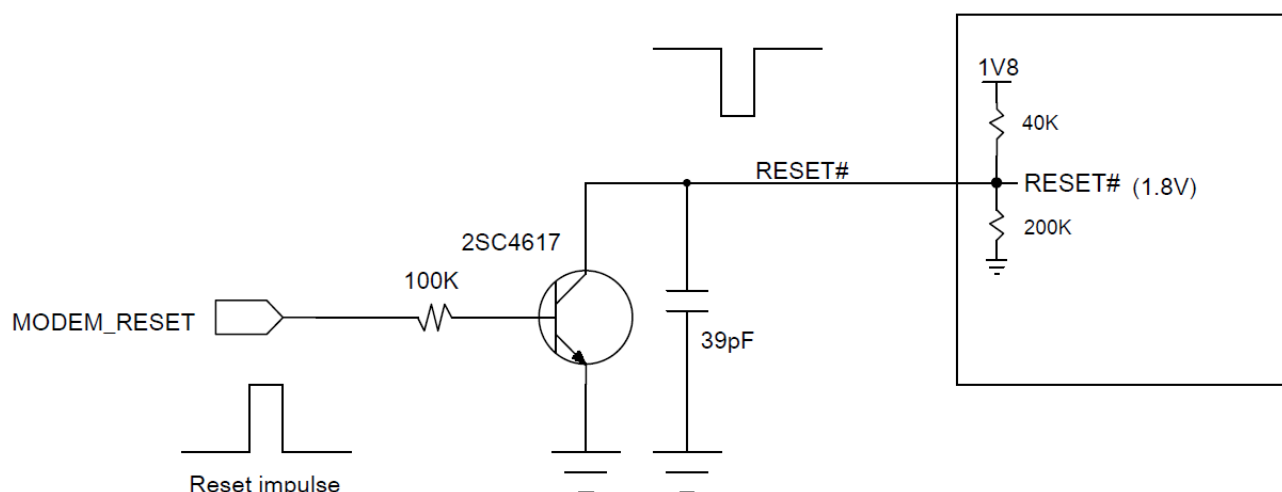 1V8
40K
RESET#
RESET# (1.8V)
200K
2SC4617
100K
MODEM_RESET
39pF
Reset impulse